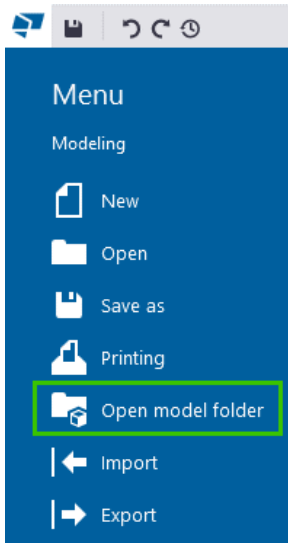 Menu
Modeling
New
Open
Save as
Printing
Open model folder
Import
Export